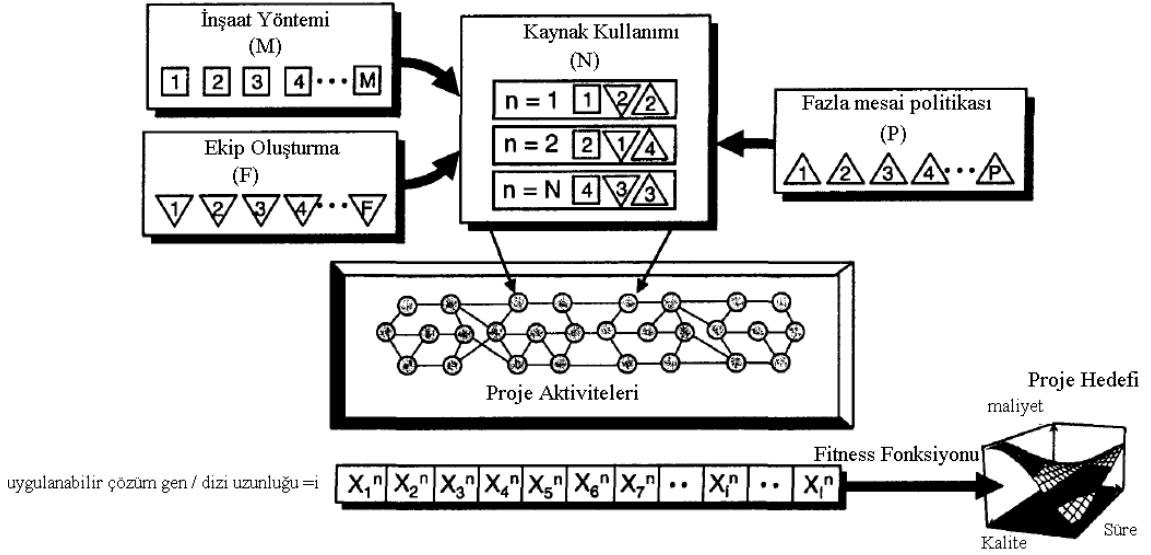 İnşaat Yöntemi
(M)
1 2 3 4 ··· M
Ekip Oluşturma
(F)
1 2 3 4 ··· F
Kaynak Kullanımı
(N)
n = 1 1 2 2
n = 2 2 1 4
n = N 4 3 3
Fazla mesai politikası
(P)
1 2 3 4 ··· P
Proje Aktiviteleri
Proje Hedefi
maliyet
Fitness Fonksiyonu
uygulanabilir çözüm gen / dizi uzunluğu =i
X₁ⁿ X₂ⁿ X₃ⁿ X₄ⁿ X₅ⁿ X₆ⁿ X₇ⁿ ·· Xᵢⁿ ·· Xₗⁿ
Kalite
Süre